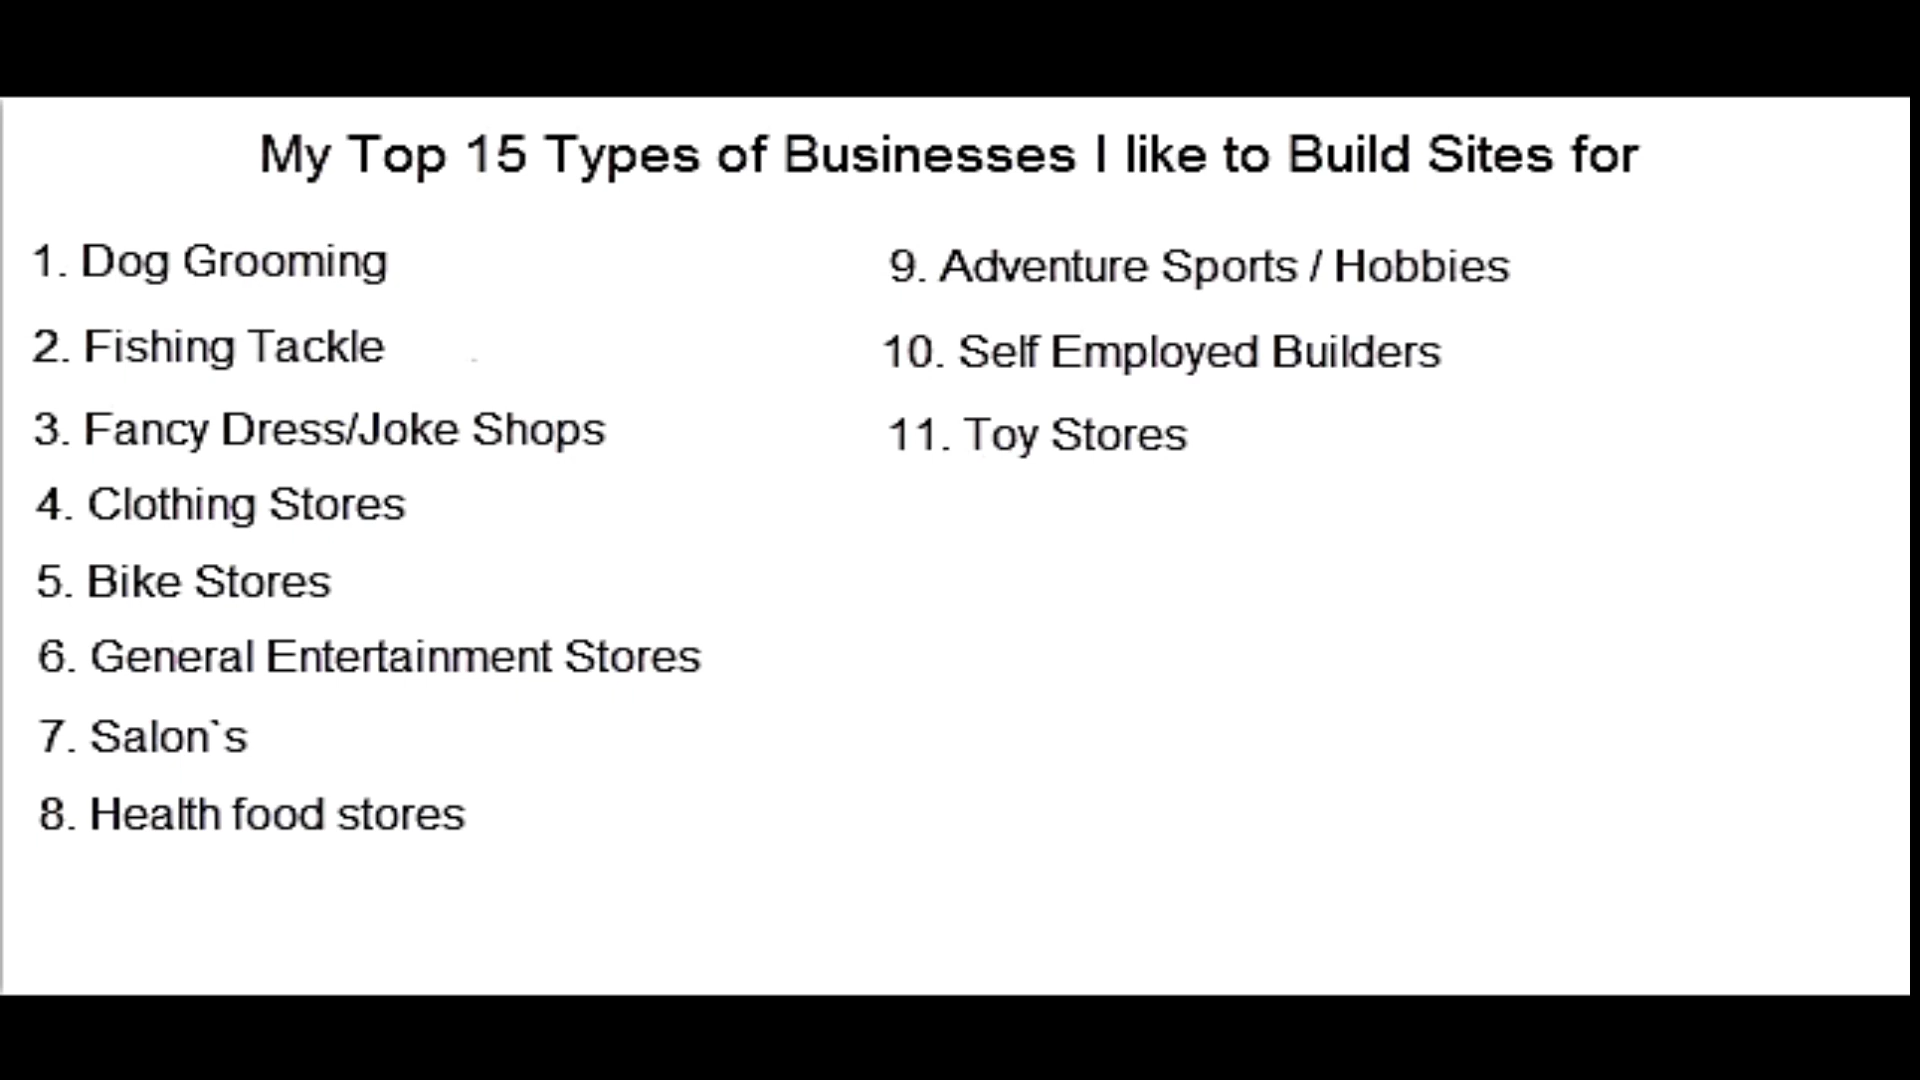 My Top 15 Types of Businesses I like to Build Sites for
1. Dog Grooming
2. Fishing Tackle
3. Fancy Dress/Joke Shops
4. Clothing Stores
5. Bike Stores
6. General Entertainment Stores
7. Salon`s
8. Health food stores
9. Adventure Sports / Hobbies
10. Self Employed Builders
11. Toy Stores